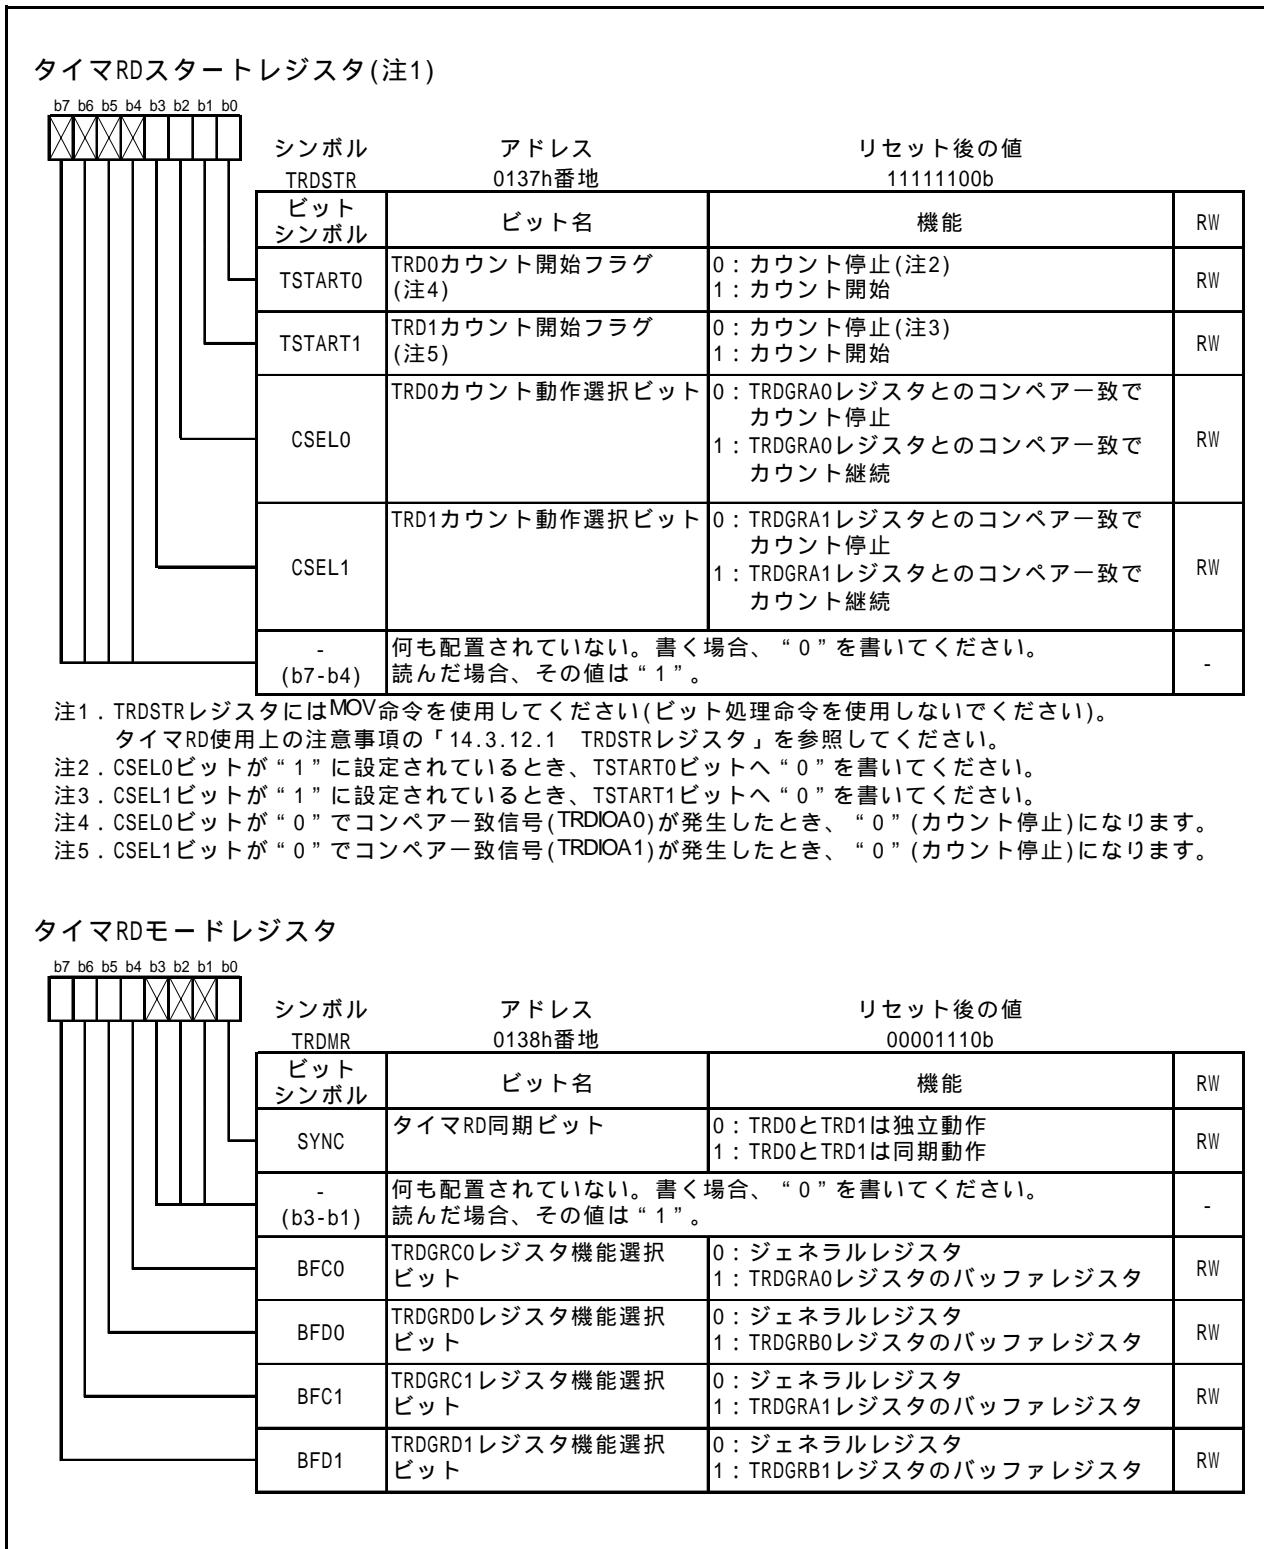 タイマRDスタートレジスタ(注1)
b7 b6 b5 b4 b3 b2 b1 b0
シンボル アドレス リセット後の値
TRDSTR 0137h番地 11111100b
ビット
シンボル ビット名 機能 RW
TSTART0 TRD0カウント開始フラグ
(注4) 0：カウント停止(注2)
1：カウント開始 RW
TSTART1 TRD1カウント開始フラグ
(注5) 0：カウント停止(注3)
1：カウント開始 RW
CSEL0 TRD0カウント動作選択ビット 0：TRDGRA0レジスタとのコンペア一致で
カウント停止
1：TRDGRA0レジスタとのコンペア一致で
カウント継続 RW
CSEL1 TRD1カウント動作選択ビット 0：TRDGRA1レジスタとのコンペア一致で
カウント停止
1：TRDGRA1レジスタとのコンペア一致で
カウント継続 RW
-
(b7-b4) 何も配置されていない。書く場合、“0”を書いてください。
読んだ場合、その値は“1”。 -
注1．TRDSTRレジスタにはMOV命令を使用してください(ビット処理命令を使用しないでください)。
タイマRD使用上の注意事項の「14.3.12.1 TRDSTRレジスタ」を参照してください。
注2．CSEL0ビットが“1”に設定されているとき、TSTART0ビットへ“0”を書いてください。
注3．CSEL1ビットが“1”に設定されているとき、TSTART1ビットへ“0”を書いてください。
注4．CSEL0ビットが“0”でコンペア一致信号(TRDIOA0)が発生したとき、“0”(カウント停止)になります。
注5．CSEL1ビットが“0”でコンペア一致信号(TRDIOA1)が発生したとき、“0”(カウント停止)になります。
タイマRDモードレジスタ
b7 b6 b5 b4 b3 b2 b1 b0
シンボル アドレス リセット後の値
TRDMR 0138h番地 00001110b
ビット
シンボル ビット名 機能 RW
SYNC タイマRD同期ビット 0：TRD0とTRD1は独立動作
1：TRD0とTRD1は同期動作 RW
-
(b3-b1) 何も配置されていない。書く場合、“0”を書いてください。
読んだ場合、その値は“1”。 -
BFC0 TRDGRC0レジスタ機能選択
ビット 0：ジェネラルレジスタ
1：TRDGRA0レジスタのバッファレジスタ RW
BFD0 TRDGRD0レジスタ機能選択
ビット 0：ジェネラルレジスタ
1：TRDGRB0レジスタのバッファレジスタ RW
BFC1 TRDGRC1レジスタ機能選択
ビット 0：ジェネラルレジスタ
1：TRDGRA1レジスタのバッファレジスタ RW
BFD1 TRDGRD1レジスタ機能選択
ビット 0：ジェネラルレジスタ
1：TRDGRB1レジスタのバッファレジスタ RW